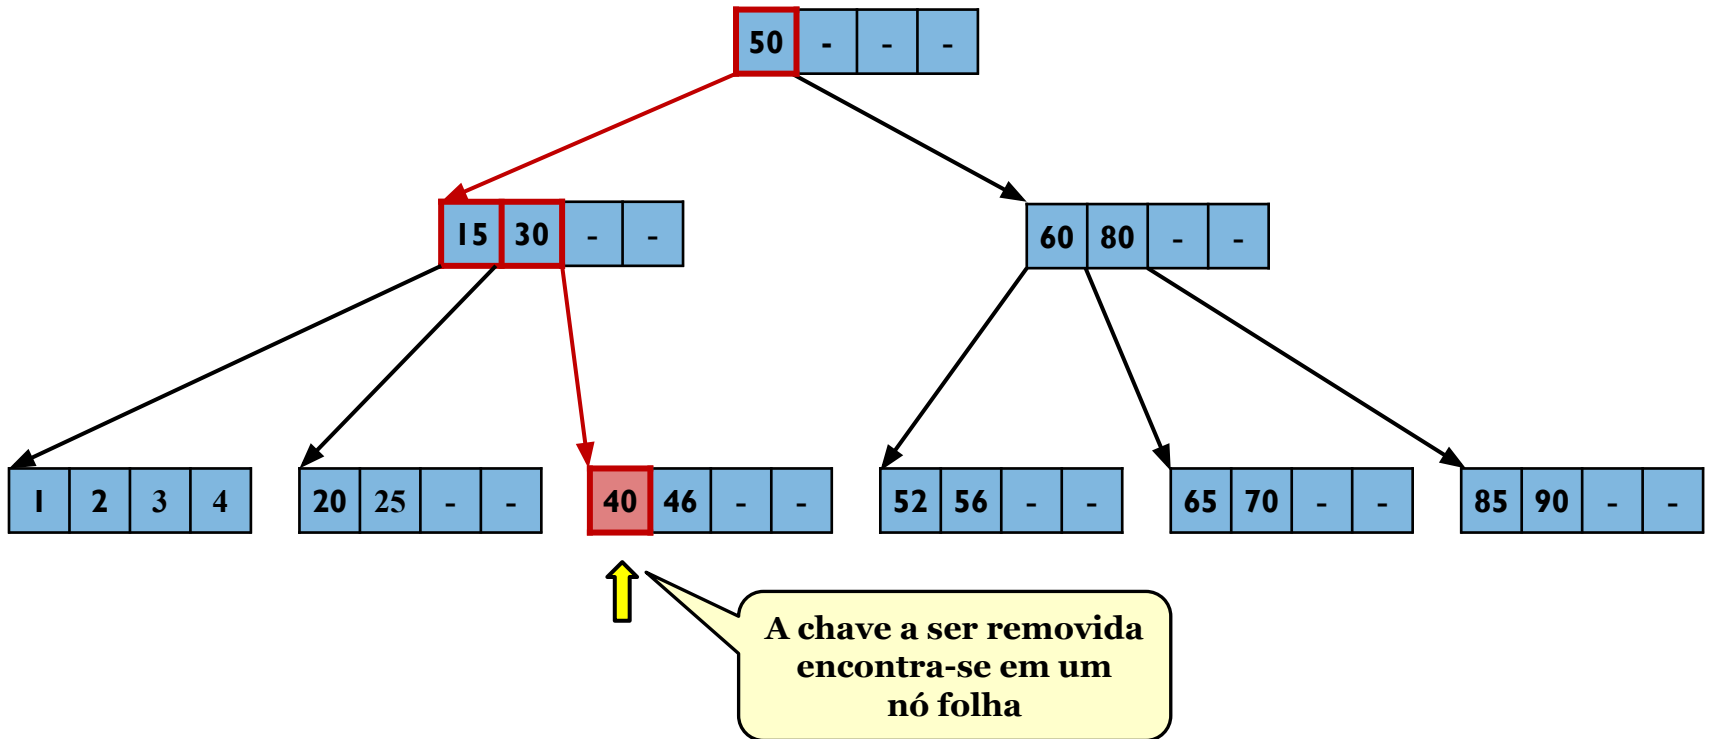 50 - - -
15 30 - -
60 80 - -
1 2 3 4
20 25 - -
40 46 - -
52 56 - -
65 70 - -
85 90 - -
A chave a ser removida
encontra-se em um
nó folha